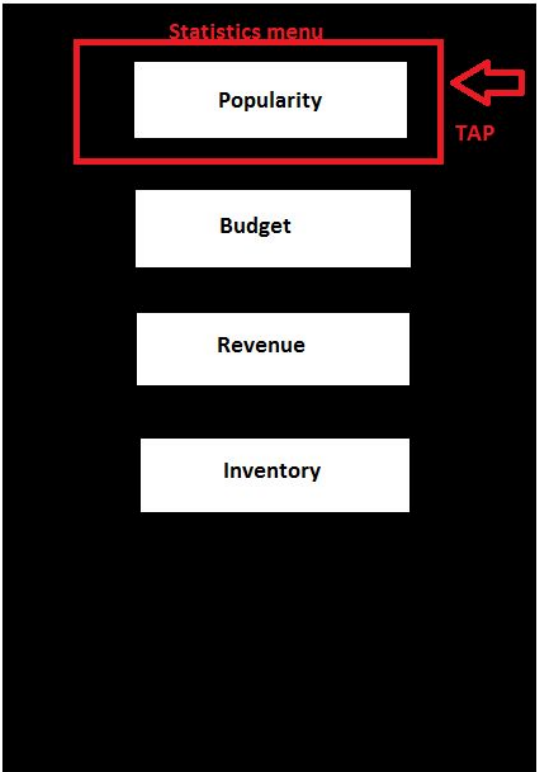 Statistics menu
Popularity
TAP
Budget
Revenue
Inventory